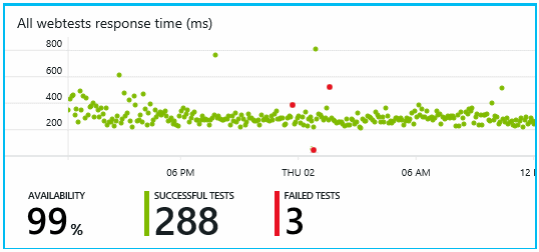 All webtests response time (ms)
800
600
400
200
06 PM THU 02 06 AM 12
AVAILABILITY SUCCESSFUL TESTS FAILED TESTS
99% 288 3